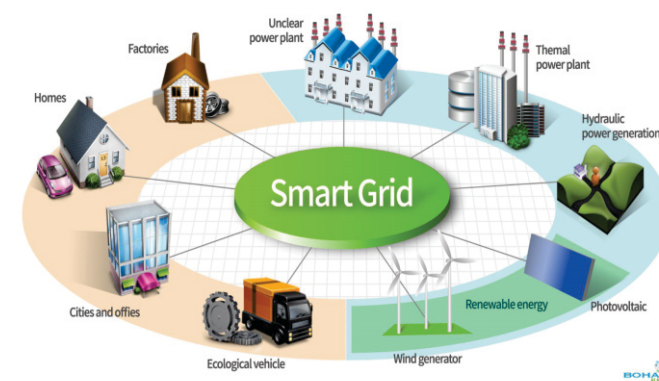 Unclear
power plant
Factories
Themal
power plant
Homes
Hydraulic
power generation
Smart Grid
Cities and offies
Renewable energy
Photovoltaic
Ecological vehicle
Wind generator